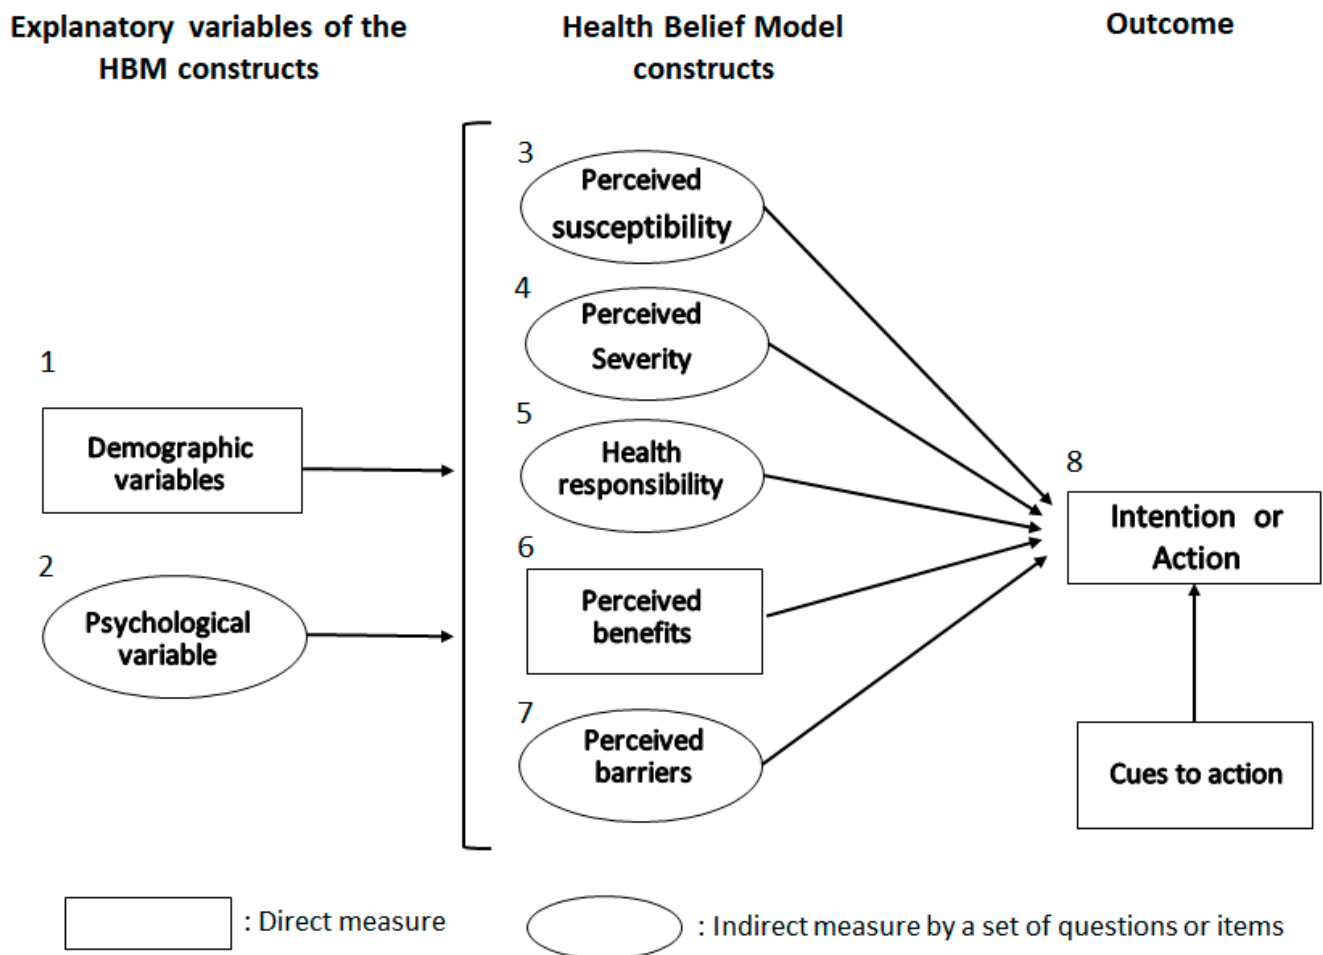 Explanatory variables of the
HBM constructs
Health Belief Model
constructs
Outcome
1
Demographic
variables
2
Psychological
variable
3
Perceived
susceptibility
4
Perceived
Severity
5
Health
responsibility
6
Perceived
benefits
7
Perceived
barriers
8
Intention or
Action
Cues to action
: Direct measure
: Indirect measure by a set of questions or items